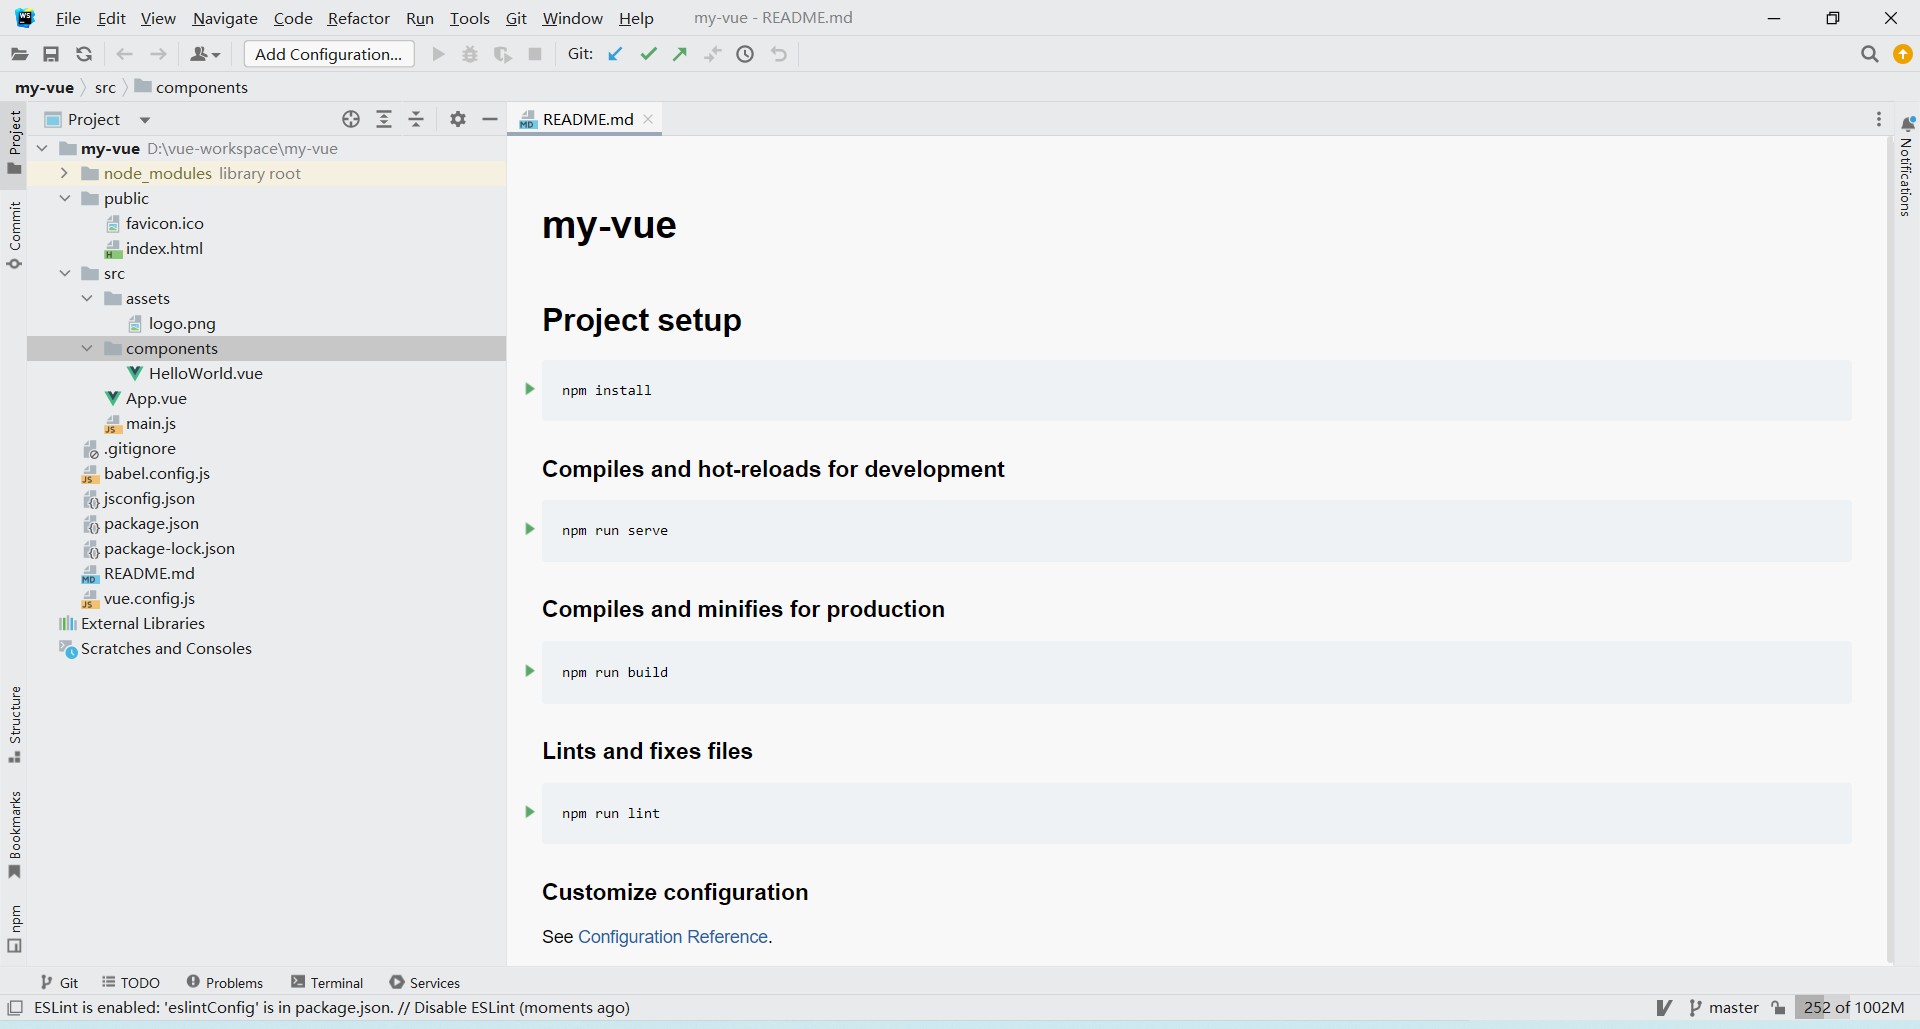 File Edit View Navigate Code Refactor Run Tools Git Window Help my-vue - README.md
Add Configuration... Git:
my-vue src components
Project
Project
README.md
Notifications
my-vue D:\vue-workspace\my-vue
node_modules library root
public
favicon.ico
index.html
src
assets
logo.png
components
HelloWorld.vue
App.vue
main.js
.gitignore
babel.config.js
jsconfig.json
package.json
package-lock.json
README.md
vue.config.js
External Libraries
Scratches and Consoles
Commit
Structure
Bookmarks
npm
my-vue
Project setup
npm install
Compiles and hot-reloads for development
npm run serve
Compiles and minifies for production
npm run build
Lints and fixes files
npm run lint
Customize configuration
See Configuration Reference.
Git TODO Problems Terminal Services
ESLint is enabled: 'eslintConfig' is in package.json. // Disable ESLint (moments ago) master 252 of 1002M